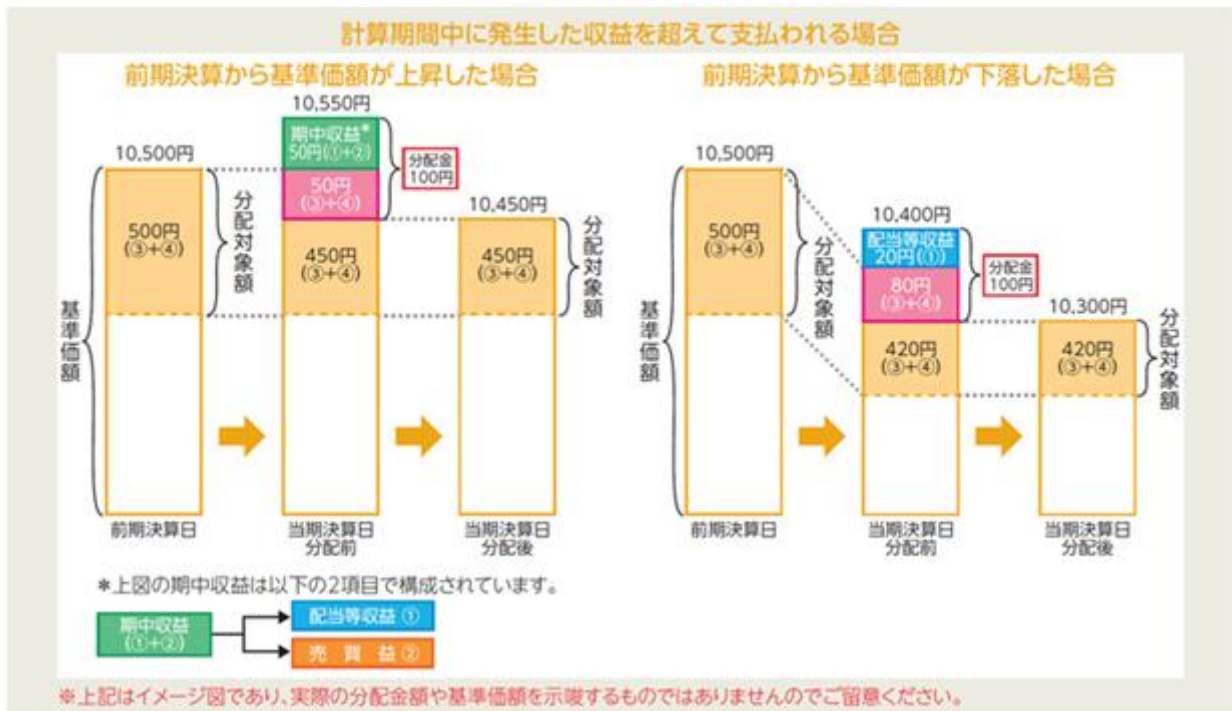 計算期間中に発生した収益を超えて支払われる場合
前期決算から基準価額が上昇した場合
10,550円
期中収益*
50円(①+②)
分配金
100円
10,500円
50円
(③+④)
10,450円
500円
(③+④)
分配対象額
450円
(③+④)
450円
(③+④)
分配対象額
基準価額
前期決算日
当期決算日
分配前
当期決算日
分配後
前期決算から基準価額が下落した場合
10,500円
10,400円
500円
(③+④)
分配対象額
配当等収益
20円(①)
分配金
100円
80円
(③+④)
10,300円
420円
(③+④)
420円
(③+④)
分配対象額
基準価額
前期決算日
当期決算日
分配前
当期決算日
分配後
*上図の期中収益は以下の2項目で構成されています。
期中収益
(①+②)
配当等収益 ①
売 買 益 ②
※上記はイメージ図であり、実際の分配金額や基準価額を示唆するものではありませんのでご留意ください。